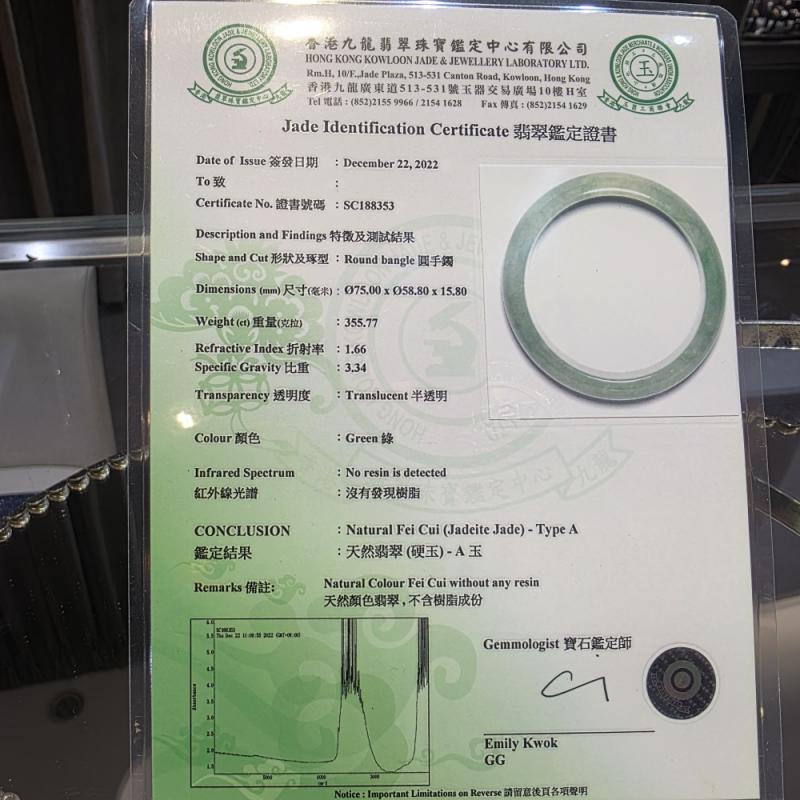 香港九龍翡翠珠寶鑑定中心有限公司
HONG KONG KOWLOON JADE & JEWELLERY LABORATORY LTD.
Rm.H, 10/F.,Jade Plaza, 513-531 Canton Road, Kowloon, Hong Kong
香港九龍廣東道513-531號玉器交易廣場10樓H室
Tel 電話 : (852)2155 9966 / 2154 1628 Fax 傳真 : (852)2154 1629
Jade Identification Certificate 翡翠鑑定證書
Date of Issue 簽發日期 : December 22, 2022
To 致 :
Certificate No. 證書號碼 : SC188353
Description and Findings 特徵及測試結果
Shape and Cut 形狀及琢型 : Round bangle 圓手鐲
Dimensions (mm) 尺寸(毫米) : Ø75.00 x Ø58.80 x 15.80
Weight (ct) 重量(克拉) : 355.77
Refractive Index 折射率 : 1.66
Specific Gravity 比重 : 3.34
Transparency 透明度 : Translucent 半透明
Colour 顏色 : Green 綠
Infrared Spectrum : No resin is detected
紅外線光譜 : 沒有發現樹脂
CONCLUSION : Natural Fei Cui (Jadeite Jade) - Type A
鑑定結果 : 天然翡翠 (硬玉) - A 玉
Remarks 備註: Natural Colour Fei Cui without any resin
天然顏色翡翠 , 不含樹脂成份
SC188353
Gemmologist 寶石鑑定師
Emily Kwok
GG
Notice : Important Limitations on Reverse 請留意後頁各項聲明